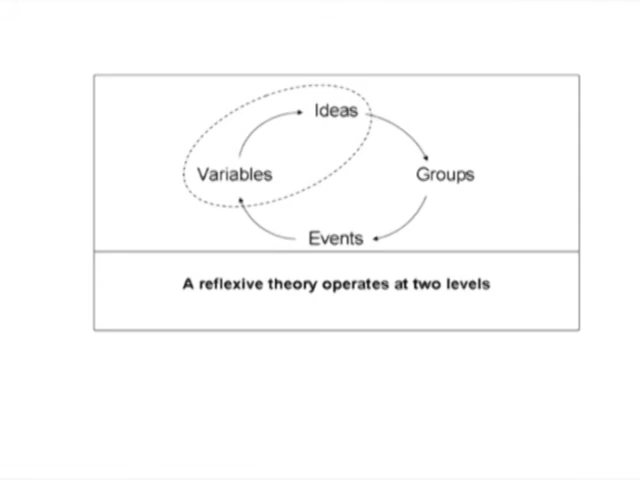 Ideas
Variables
Groups
Events
A reflexive theory operates at two levels